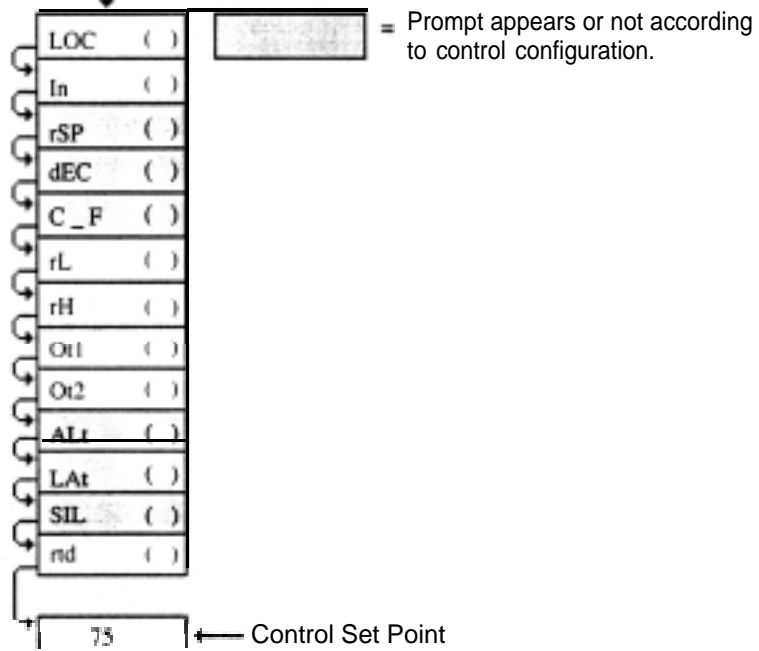 LOC ( )
= Prompt appears or not according
to control configuration.
In ( )
rSP ( )
dEC ( )
C _ F ( )
rL ( )
rH ( )
Ot1 ( )
Ot2 ( )
ALt ( )
LAt ( )
SIL ( )
rtd ( )
75
Control Set Point